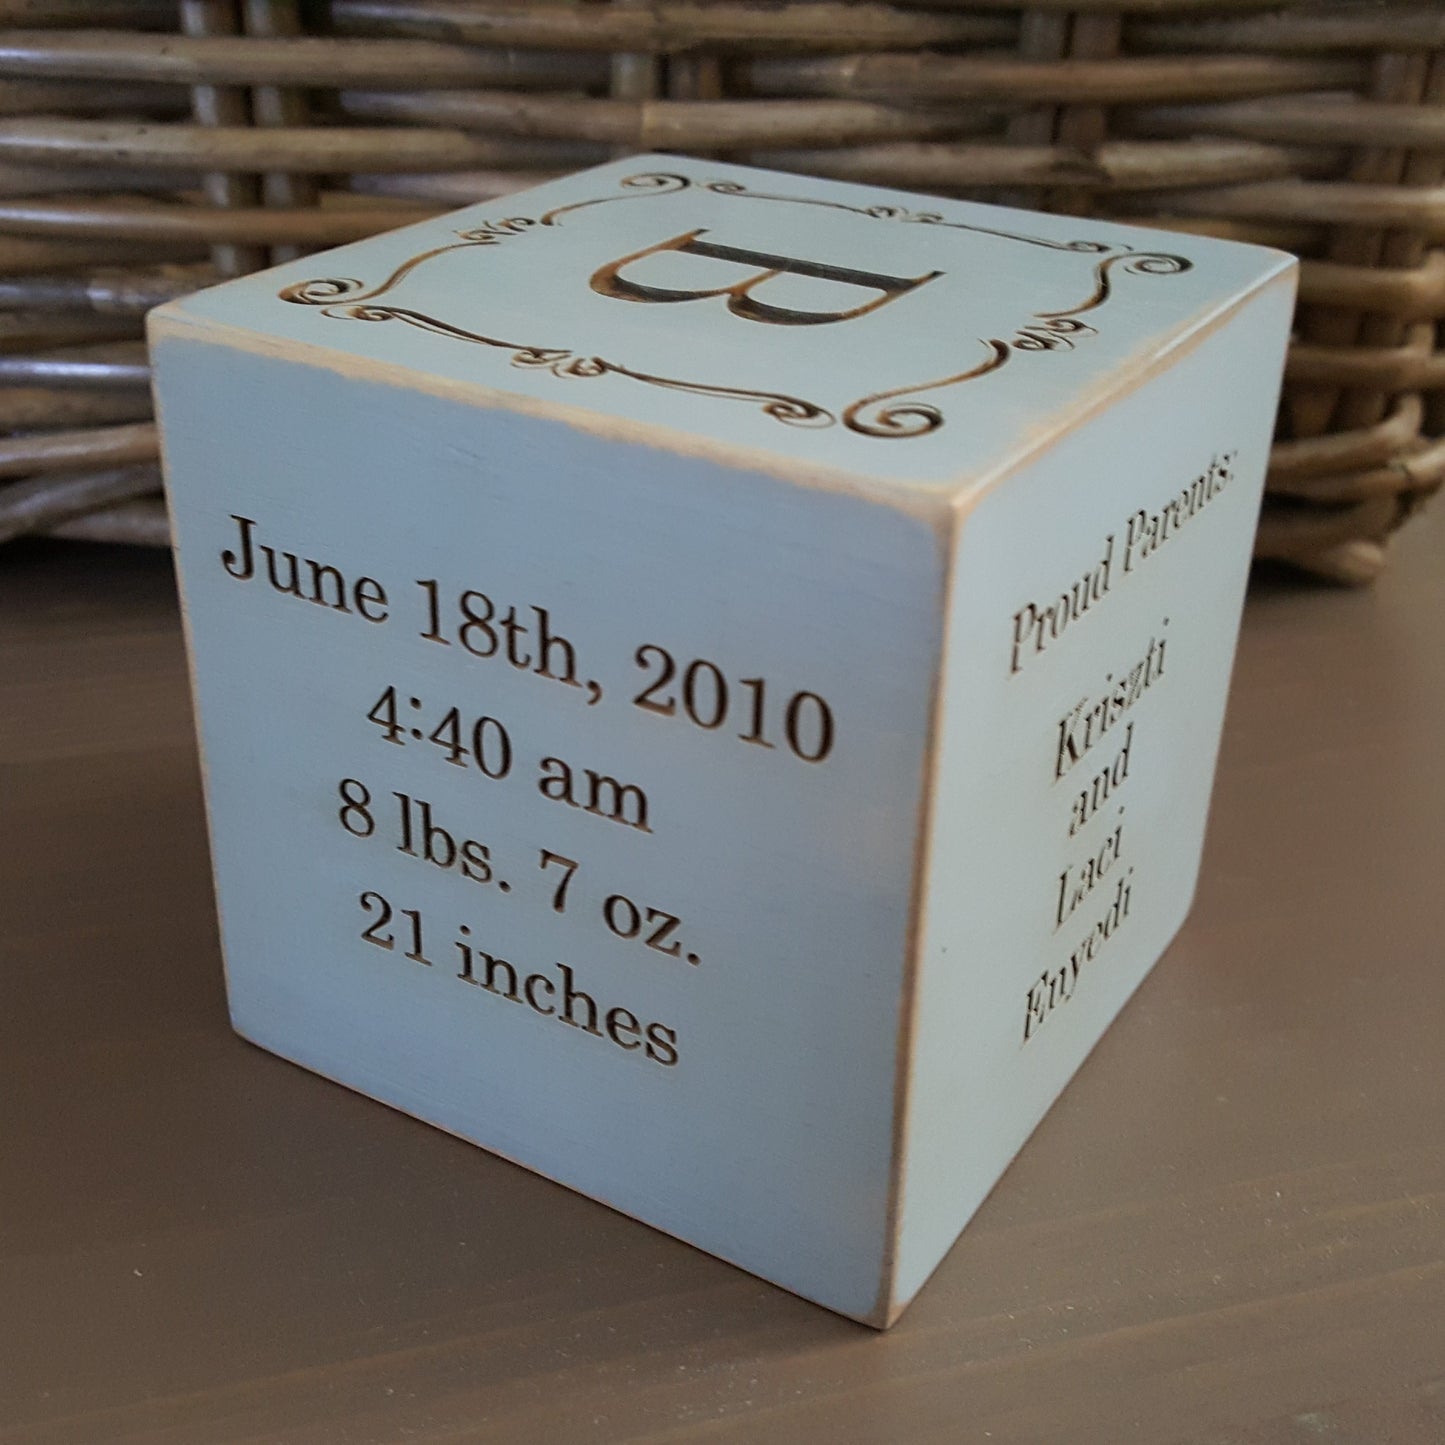 B
June 18th, 2010
4:40 am
8 lbs. 7 oz.
21 inches
Proud Parents:
Kriszti
and
Laci
Enyedi